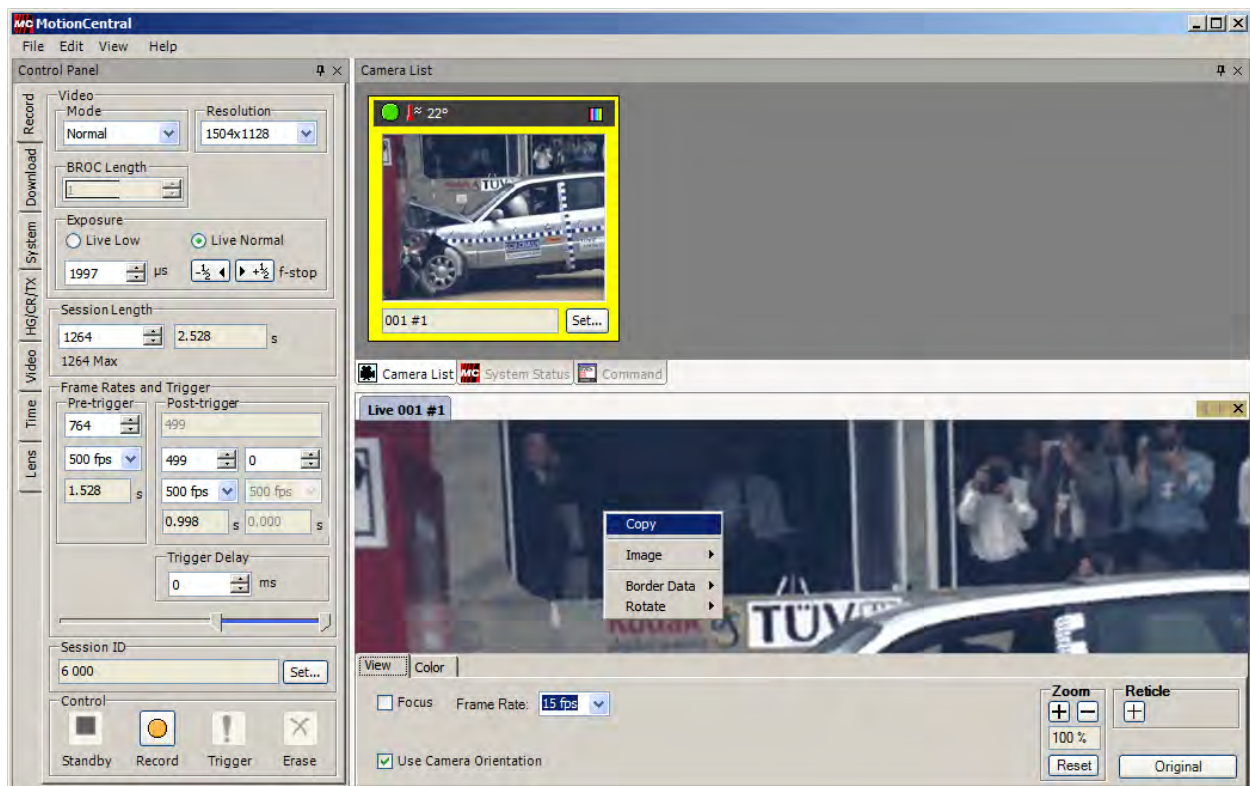 MC MotionCentral
File Edit View Help
Control Panel
Record
Download
System
HG/CR/TX
Video
Time
Lens
Video
Mode
Normal
Resolution
1504x1128
BROC Length
1
Exposure
Live Low Live Normal
1997 µs -½ +½ f-stop
Session Length
1264 2.528 s
1264 Max
Frame Rates and Trigger
Pre-trigger Post-trigger
764 499
500 fps 499 0
1.528 s 500 fps 500 fps
0.998 s 0.000 s
Trigger Delay
0 ms
Session ID
6 000 Set...
Control
Standby Record Trigger Erase
Camera List
22°
TÜV
001 #1 Set...
Camera List MC System Status Command
Live 001 #1
Copy
Image
Border Data
Rotate
Kodak
TÜV
View Color
Focus Frame Rate: 15 fps
Use Camera Orientation
Zoom
100 %
Reset
Reticle
Original